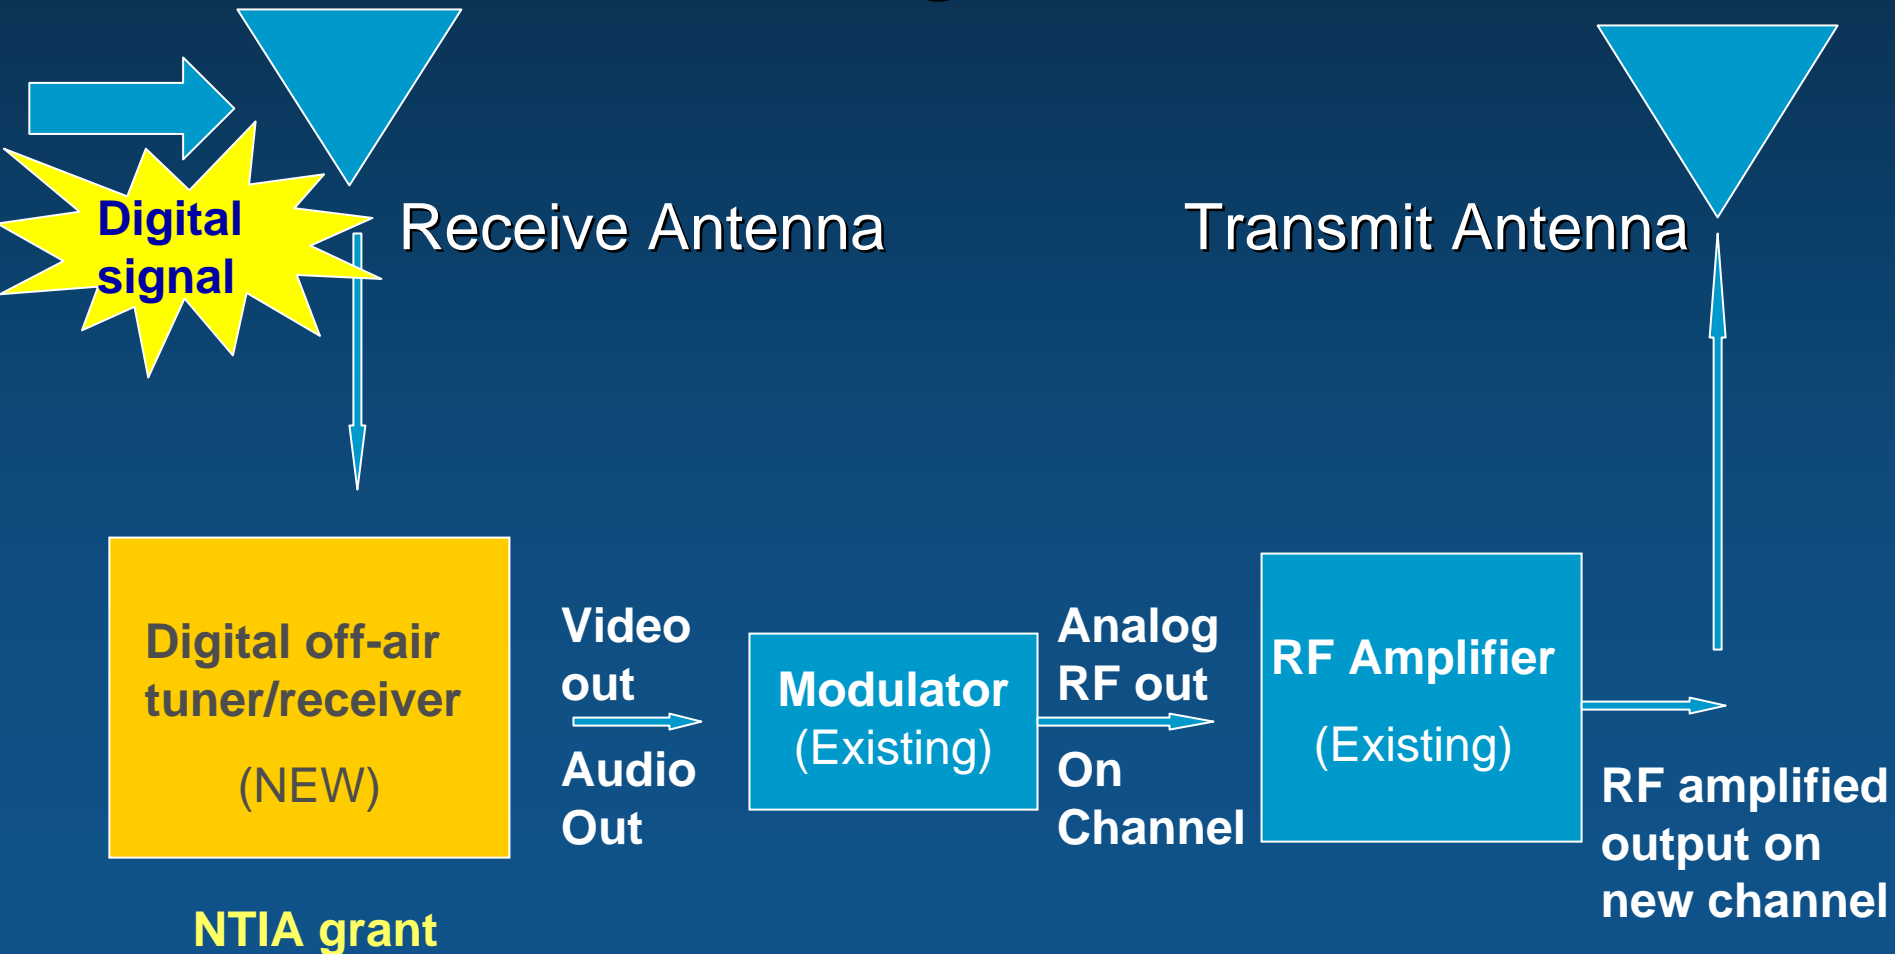 Digital
signal
Receive Antenna
Transmit Antenna
Digital off-air
tuner/receiver
(NEW)
NTIA grant
Video
out
Audio
Out
Modulator
(Existing)
Analog
RF out
On
Channel
RF Amplifier
(Existing)
RF amplified
output on
new channel